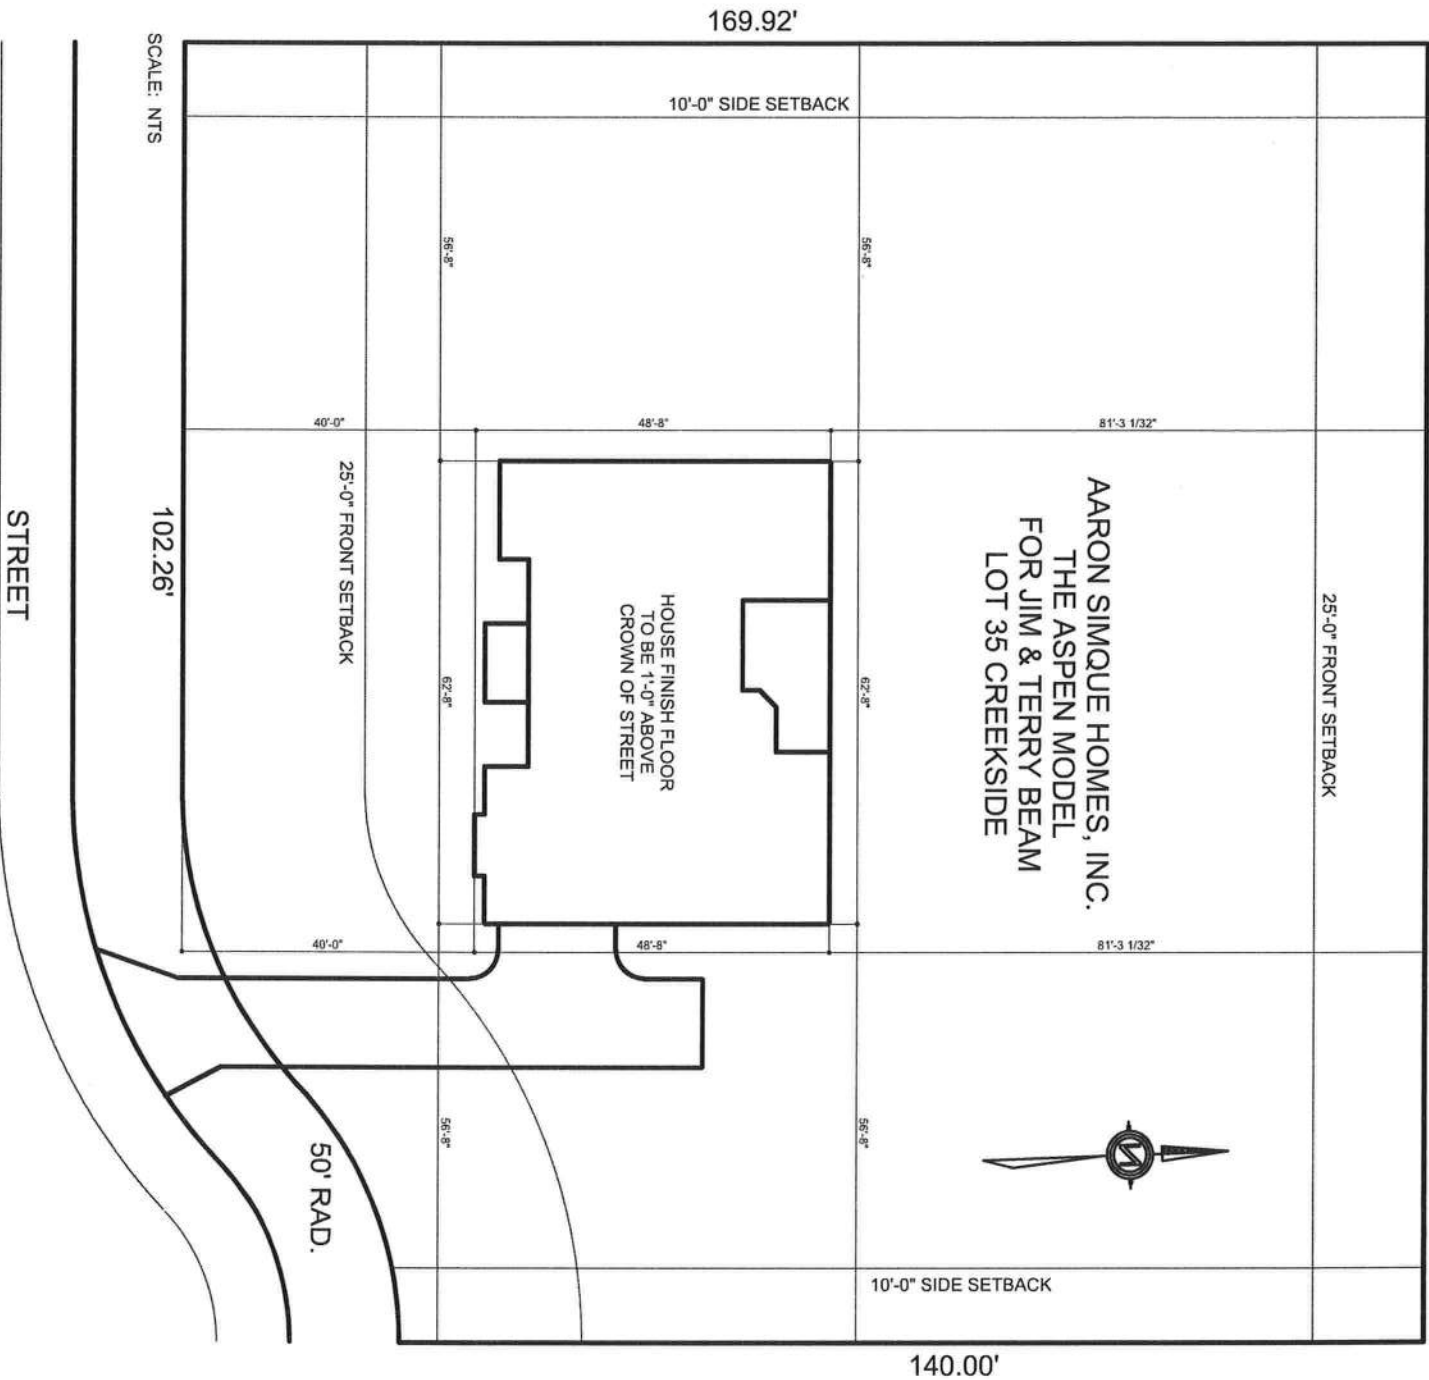 169.92'
SCALE: NTS
10'-0" SIDE SETBACK
56'-8"
56'-8"
40'-0"
48'-8"
81'-3 1/32"
AARON SIMQUE HOMES, INC.
THE ASPEN MODEL
FOR JIM & TERRY BEAM
LOT 35 CREEKSIDE
25'-0" FRONT SETBACK
25'-0" FRONT SETBACK
102.26'
STREET
HOUSE FINISH FLOOR
TO BE 1'-0" ABOVE
CROWN OF STREET
62'-8"
62'-8"
40'-0"
48'-8"
81'-3 1/32"
56'-8"
56'-8"
N
50' RAD.
10'-0" SIDE SETBACK
140.00'